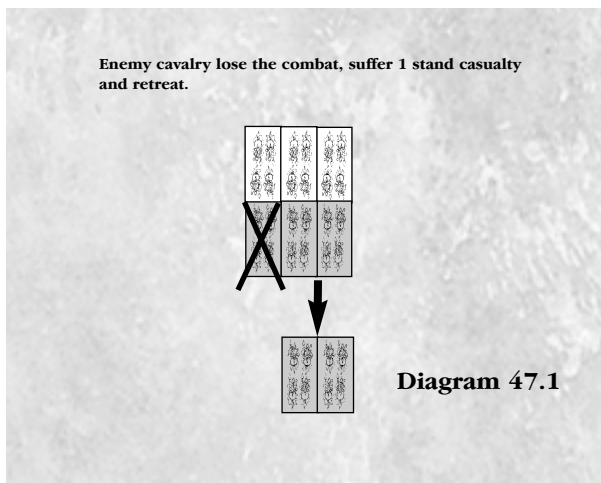 Enemy cavalry lose the combat, suffer 1 stand casualty
and retreat.
Diagram 47.1